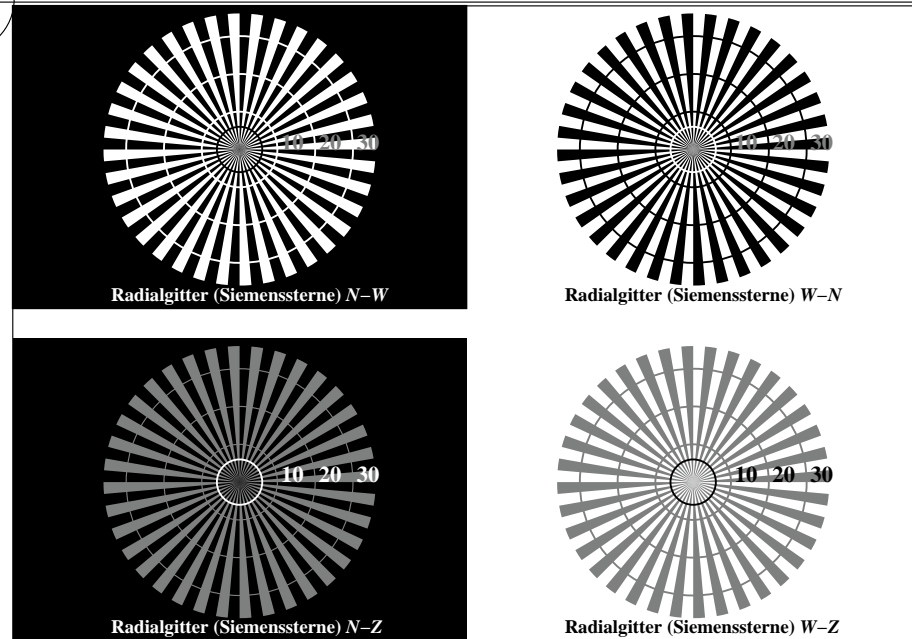 10 20 30
Radialgitter (Siemenssterne) N–W
10 20 30
Radialgitter (Siemenssterne) W–N
10 20 30
Radialgitter (Siemenssterne) N–Z
10 20 30
Radialgitter (Siemenssterne) W–Z